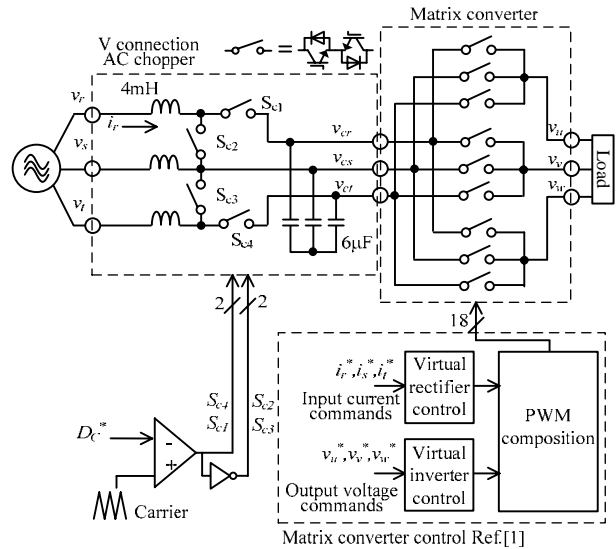 Matrix converter
V connection
AC chopper
=
4mH
v_r
i_r
S_c1
S_c2
v_s
S_c3
v_t
S_c4
6μF
v_cr
v_cs
v_ct
v_u
v_v
v_w
Load
2
2
18
S_c4
S_c1
S_c2
S_c3
D_C*
-
+
Carrier
i_r*,i_s*,i_t*
Input current
commands
Virtual
rectifier
control
v_u*,v_v*,v_w*
Output voltage
commands
Virtual
inverter
control
PWM
composition
Matrix converter control Ref.[1]